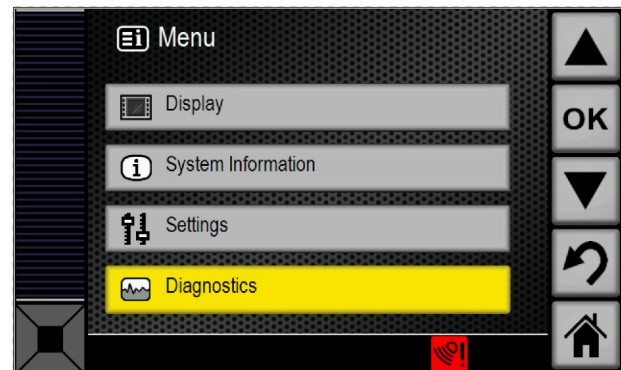 Menu
Display
OK
System Information
Settings
Diagnostics